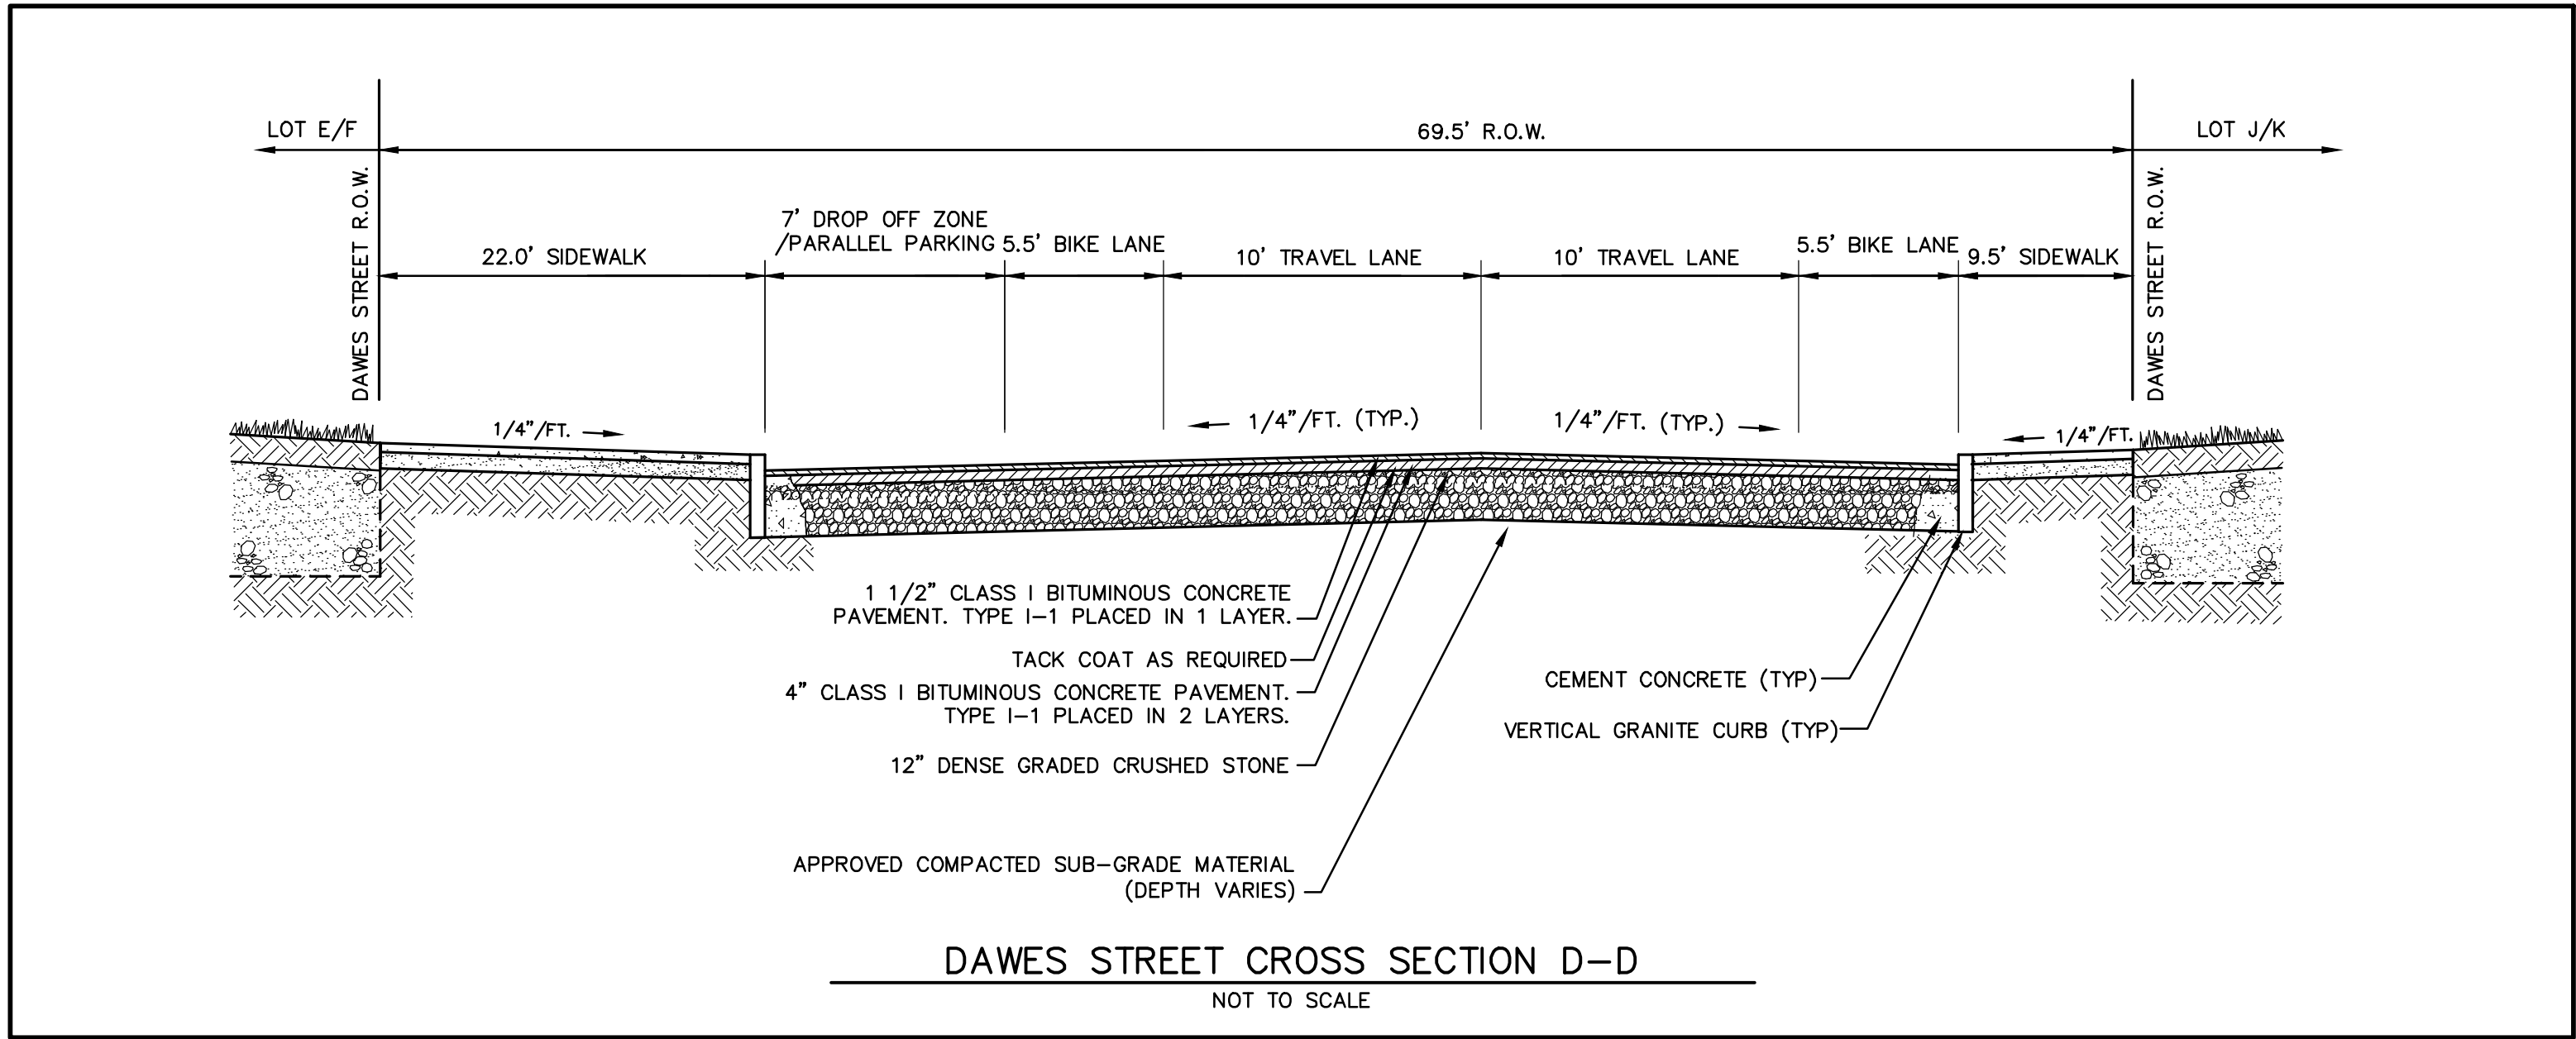 LOT E/F
69.5' R.O.W.
LOT J/K
DAWES STREET R.O.W.
DAWES STREET R.O.W.
22.0' SIDEWALK
7' DROP OFF ZONE
/PARALLEL PARKING
5.5' BIKE LANE
10' TRAVEL LANE
10' TRAVEL LANE
5.5' BIKE LANE
9.5' SIDEWALK
1/4"/FT.
1/4"/FT. (TYP.)
1/4"/FT. (TYP.)
1/4"/FT.
1 1/2" CLASS I BITUMINOUS CONCRETE
PAVEMENT. TYPE I-1 PLACED IN 1 LAYER.
TACK COAT AS REQUIRED
4" CLASS I BITUMINOUS CONCRETE PAVEMENT.
TYPE I-1 PLACED IN 2 LAYERS.
12" DENSE GRADED CRUSHED STONE
APPROVED COMPACTED SUB-GRADE MATERIAL
(DEPTH VARIES)
CEMENT CONCRETE (TYP)
VERTICAL GRANITE CURB (TYP)
DAWES STREET CROSS SECTION D-D
NOT TO SCALE